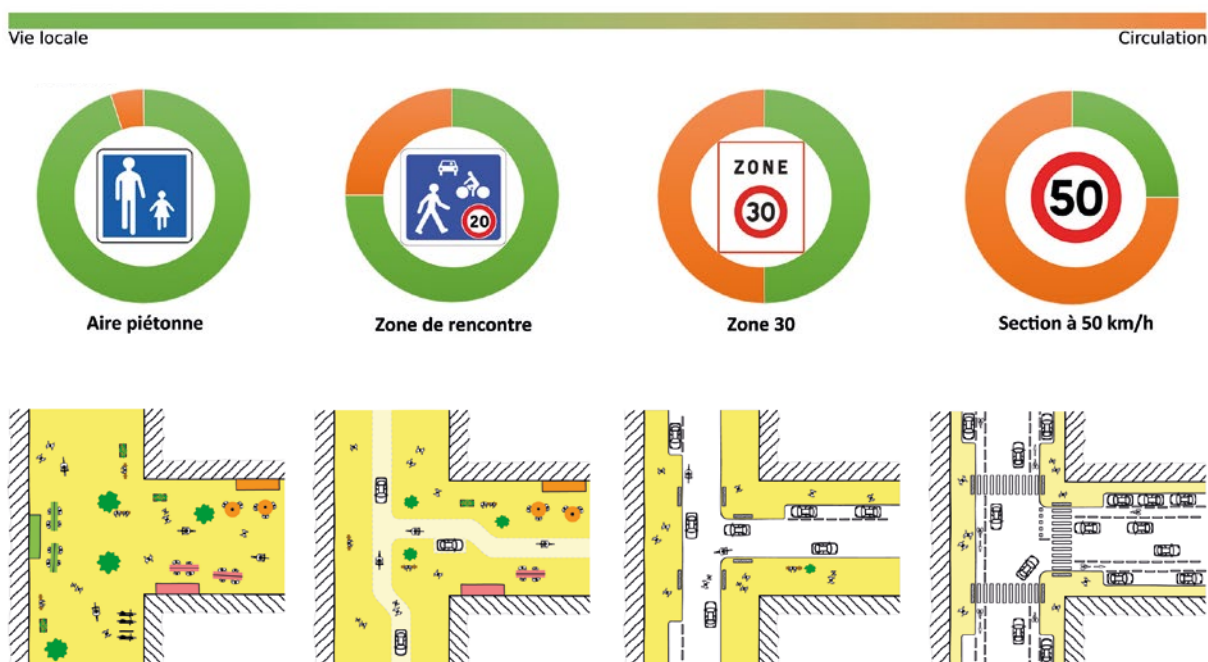 Vie locale
Circulation
20
ZONE
30
50
Aire piétonne
Zone de rencontre
Zone 30
Section à 50 km/h